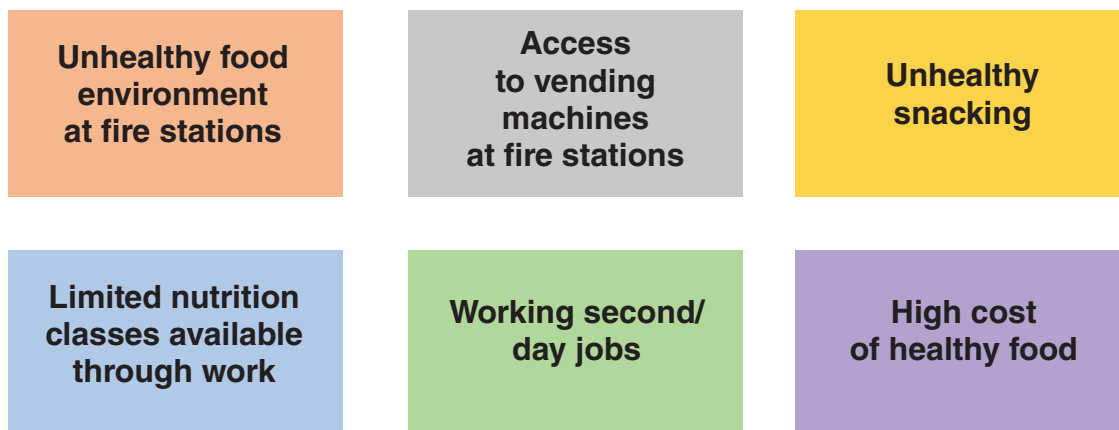 Unhealthy food
environment
at fire stations
Access
to vending
machines
at fire stations
Unhealthy
snacking
Limited nutrition
classes available
through work
Working second/
day jobs
High cost
of healthy food